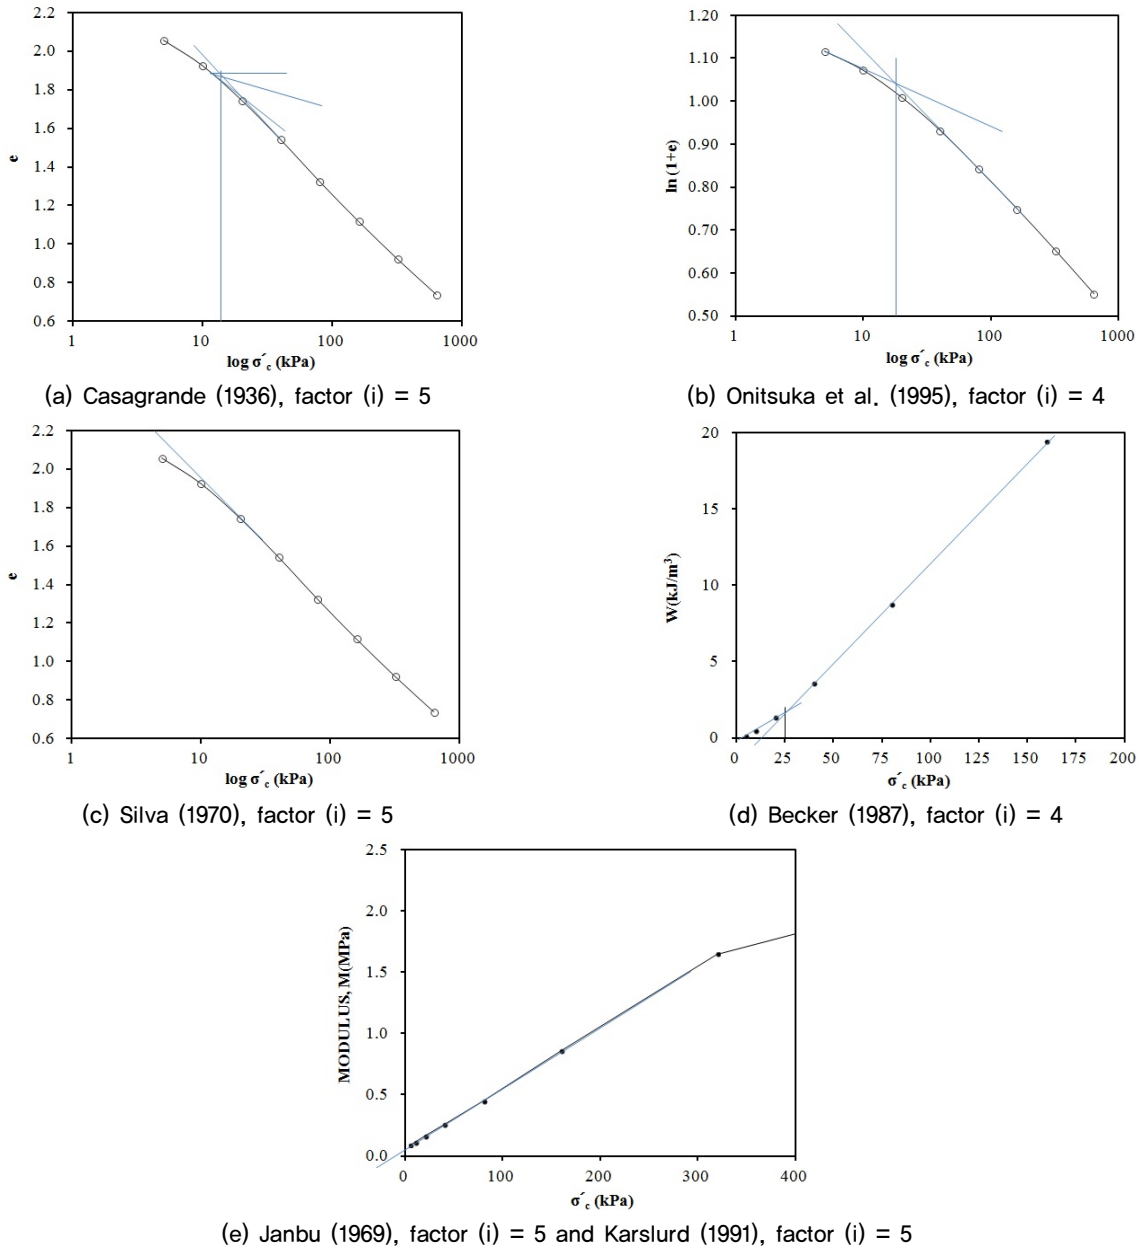 2.2
2.0
1.8
1.6
1.4
1.2
1.0
0.8
0.6
e
1 10 100 1000
log σ´c (kPa)
(a) Casagrande (1936), factor (i) = 5
1.20
1.10
1.00
0.90
0.80
0.70
0.60
0.50
ln (1+e)
1 10 100 1000
log σ´c (kPa)
(b) Onitsuka et al. (1995), factor (i) = 4
2.2
2.0
1.8
1.6
1.4
1.2
1.0
0.8
0.6
e
1 10 100 1000
log σ´c (kPa)
(c) Silva (1970), factor (i) = 5
20
15
10
5
0
W(kJ/m³)
0 25 50 75 100 125 150 175 200
σ´c (kPa)
(d) Becker (1987), factor (i) = 4
2.5
2.0
1.5
1.0
0.5
0.0
MODULUS, M(MPa)
0 100 200 300 400
σ´c (kPa)
(e) Janbu (1969), factor (i) = 5 and Karslurd (1991), factor (i) = 5